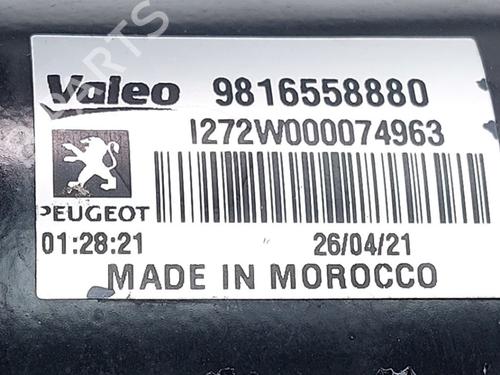 Valeo 9816558880
I272W000074963
PEUGEOT
01:28:21 26/04/21
MADE IN MOROCCO